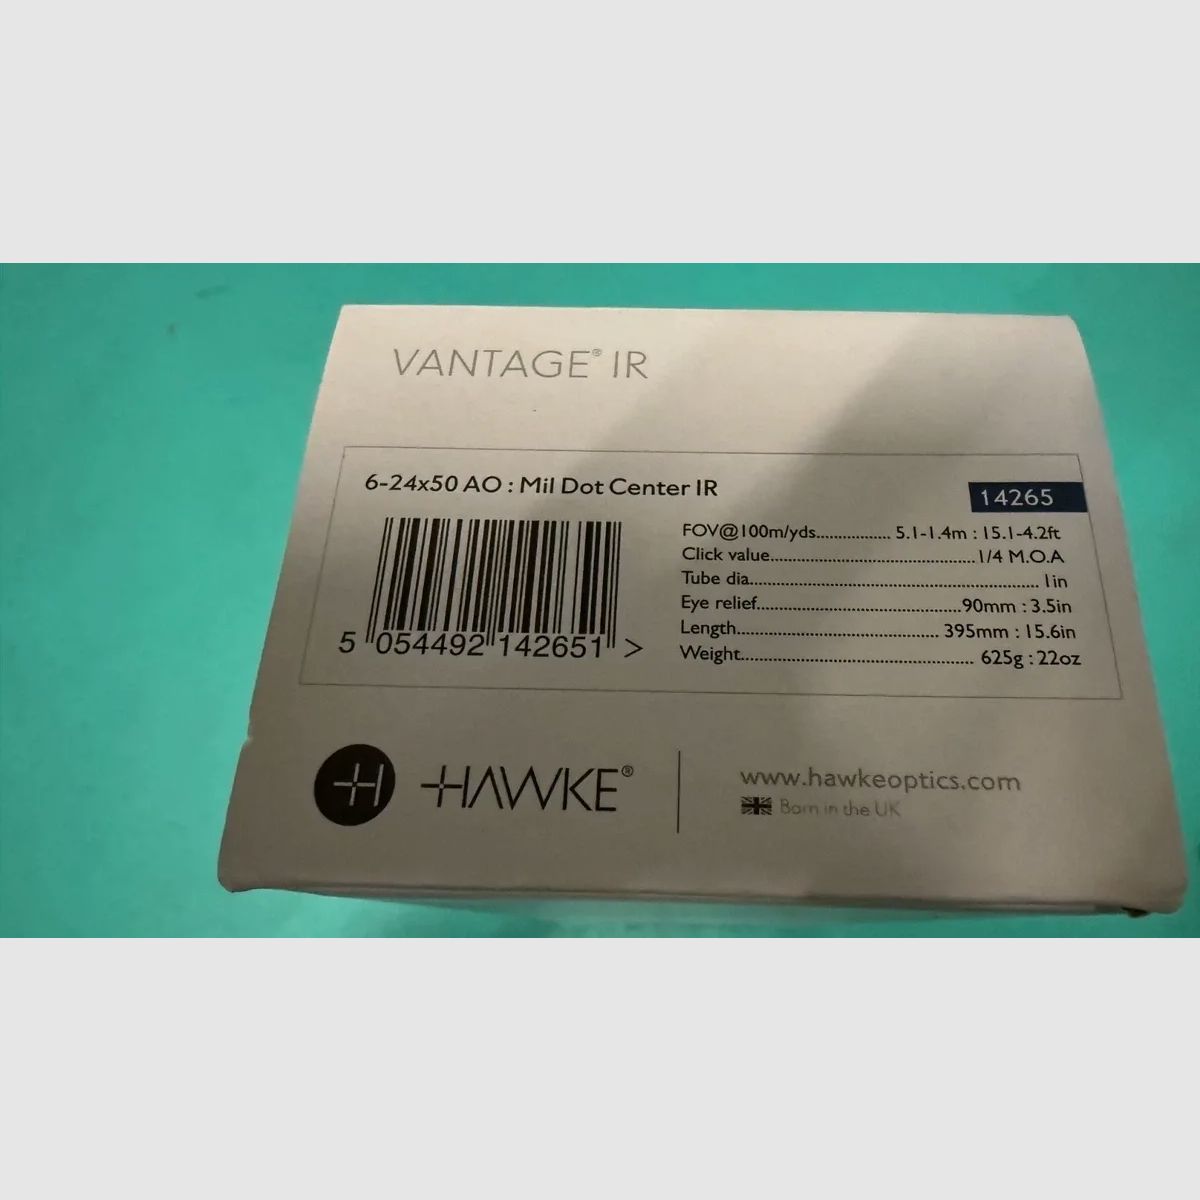 VANTAGE® IR
6-24x50 AO : Mil Dot Center IR
14265
FOV@100m/yds................. 5.1-1.4m : 15.1-4.2ft
Click value..........................................1/4 M.O.A
Tube dia.......................................................... 1in
Eye relief.........................................90mm : 3.5in
Length........................................ 395mm : 15.6in
Weight.............................................. 625g : 22oz
5 054492 142651 >
H HAWKE®
www.hawkeoptics.com
Born in the UK